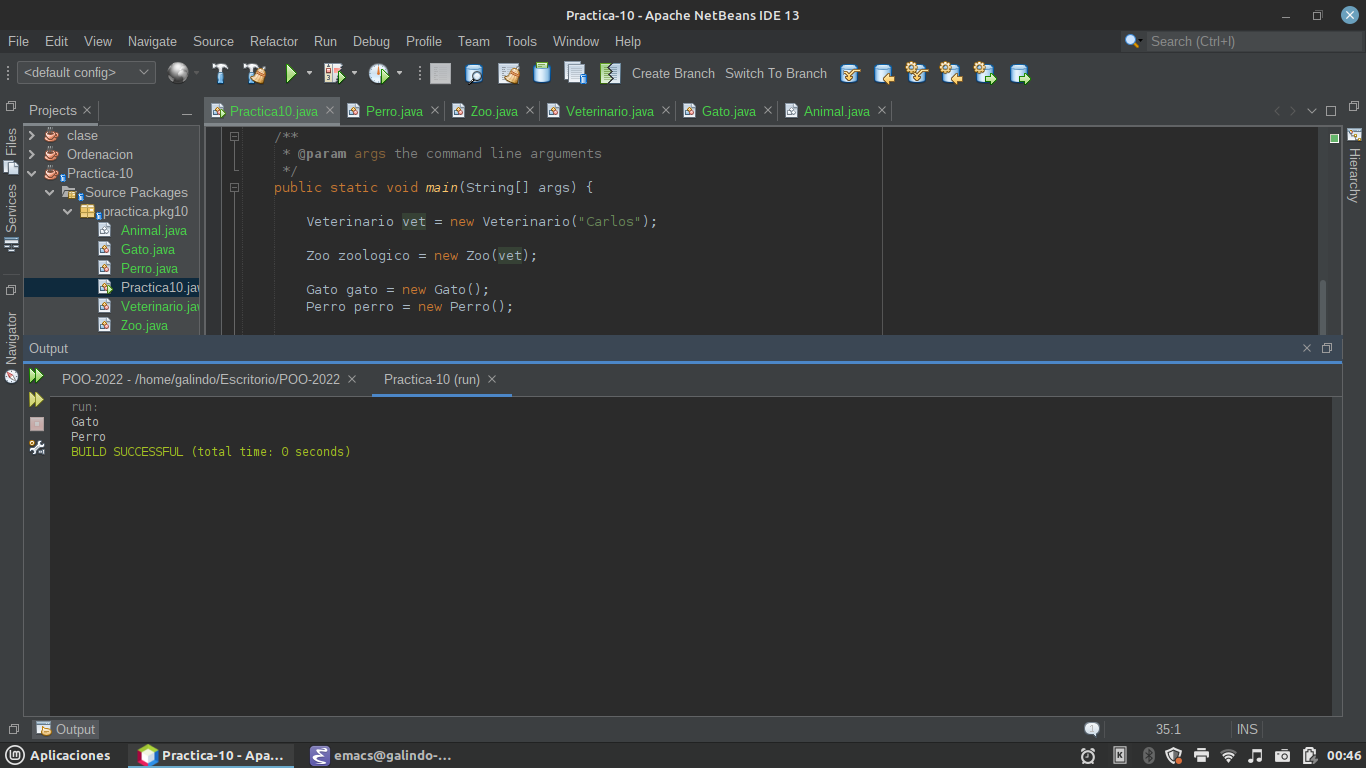 Practica-10 - Apache NetBeans IDE 13
File Edit View Navigate Source Refactor Run Debug Profile Team Tools Window Help
Search (Ctrl+I)
<default config>
Create Branch Switch To Branch
Projects
Practica10.java Perro.java Zoo.java Veterinario.java Gato.java Animal.java
Files
Services
Navigator
Hierarchy
clase
Ordenacion
Practica-10
Source Packages
practica.pkg10
Animal.java
Gato.java
Perro.java
Practica10.jav
Veterinario.jav
Zoo.java
/**
* @param args the command line arguments
*/
public static void main(String[] args) {
Veterinario vet = new Veterinario("Carlos");
Zoo zoologico = new Zoo(vet);
Gato gato = new Gato();
Perro perro = new Perro();
Output
POO-2022 - /home/galindo/Escritorio/POO-2022
Practica-10 (run)
run:
Gato
Perro
BUILD SUCCESSFUL (total time: 0 seconds)
Output
35:1
INS
Aplicaciones
Practica-10 - Apa...
emacs@galindo-...
00:46